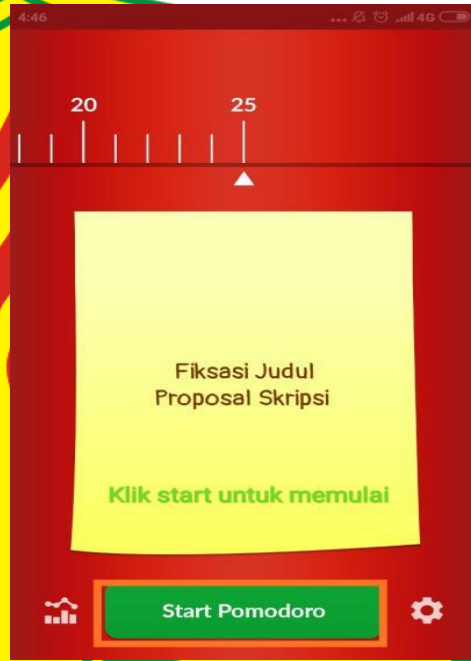 4:46 ... 4G
20 25
Fiksasi Judul
Proposal Skripsi
Klik start untuk memulai
Start Pomodoro